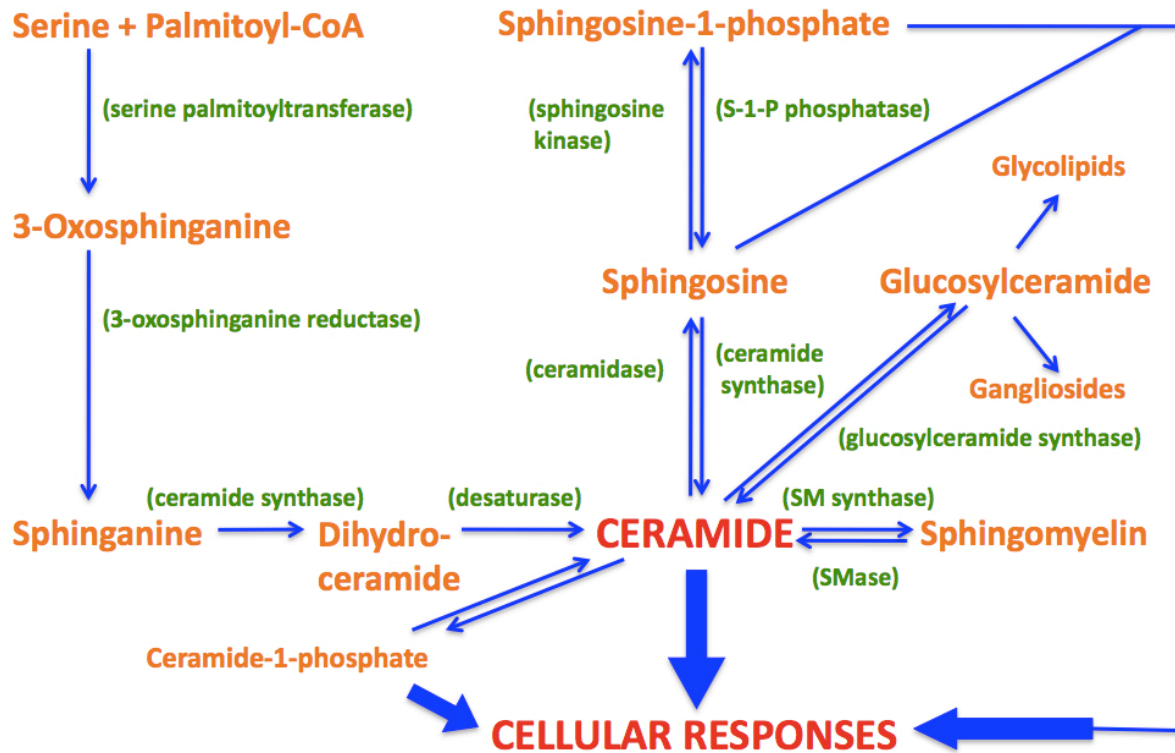 Serine + Palmitoyl-CoA
Sphingosine-1-phosphate
(serine palmitoyltransferase)
(sphingosine
kinase)
(S-1-P phosphatase)
Glycolipids
3-Oxosphinganine
Sphingosine
Glucosylceramide
(3-oxosphinganine reductase)
(ceramidase)
(ceramide
synthase)
Gangliosides
(glucosylceramide synthase)
(ceramide synthase)
(desaturase)
(SM synthase)
Sphinganine
Dihydro-
ceramide
CERAMIDE
Sphingomyelin
(SMase)
Ceramide-1-phosphate
CELLULAR RESPONSES